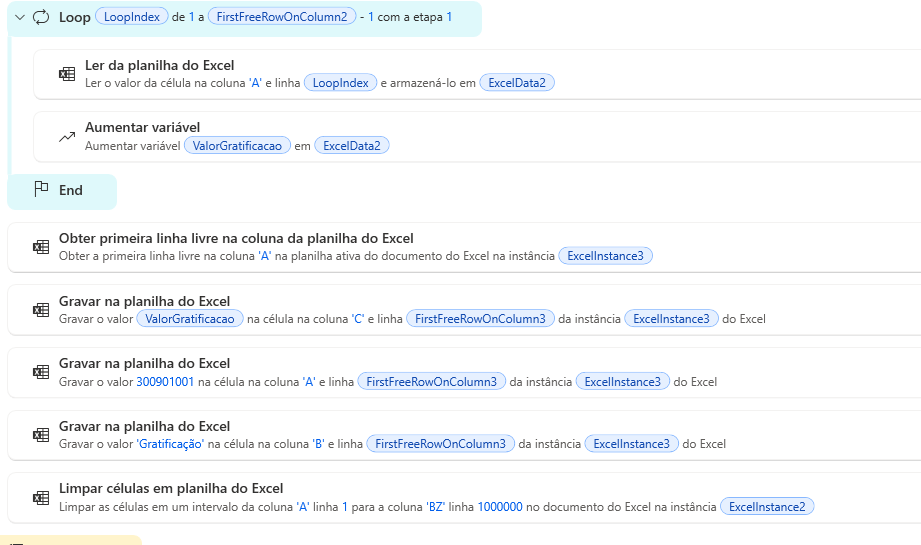 Loop LoopIndex de 1 a FirstFreeRowOnColumn2 - 1 com a etapa 1
Ler da planilha do Excel
Ler o valor da célula na coluna 'A' e linha LoopIndex e armazená-lo em ExcelData2
Aumentar variável
Aumentar variável ValorGratificacao em ExcelData2
End
Obter primeira linha livre na coluna da planilha do Excel
Obter a primeira linha livre na coluna 'A' na planilha ativa do documento do Excel na instância ExcelInstance3
Gravar na planilha do Excel
Gravar o valor ValorGratificacao na célula na coluna 'C' e linha FirstFreeRowOnColumn3 da instância ExcelInstance3 do Excel
Gravar na planilha do Excel
Gravar o valor 300901001 na célula na coluna 'A' e linha FirstFreeRowOnColumn3 da instância ExcelInstance3 do Excel
Gravar na planilha do Excel
Gravar o valor 'Gratificação' na célula na coluna 'B' e linha FirstFreeRowOnColumn3 da instância ExcelInstance3 do Excel
Limpar células em planilha do Excel
Limpar as células em um intervalo da coluna 'A' linha 1 para a coluna 'BZ' linha 1000000 no documento do Excel na instância ExcelInstance2